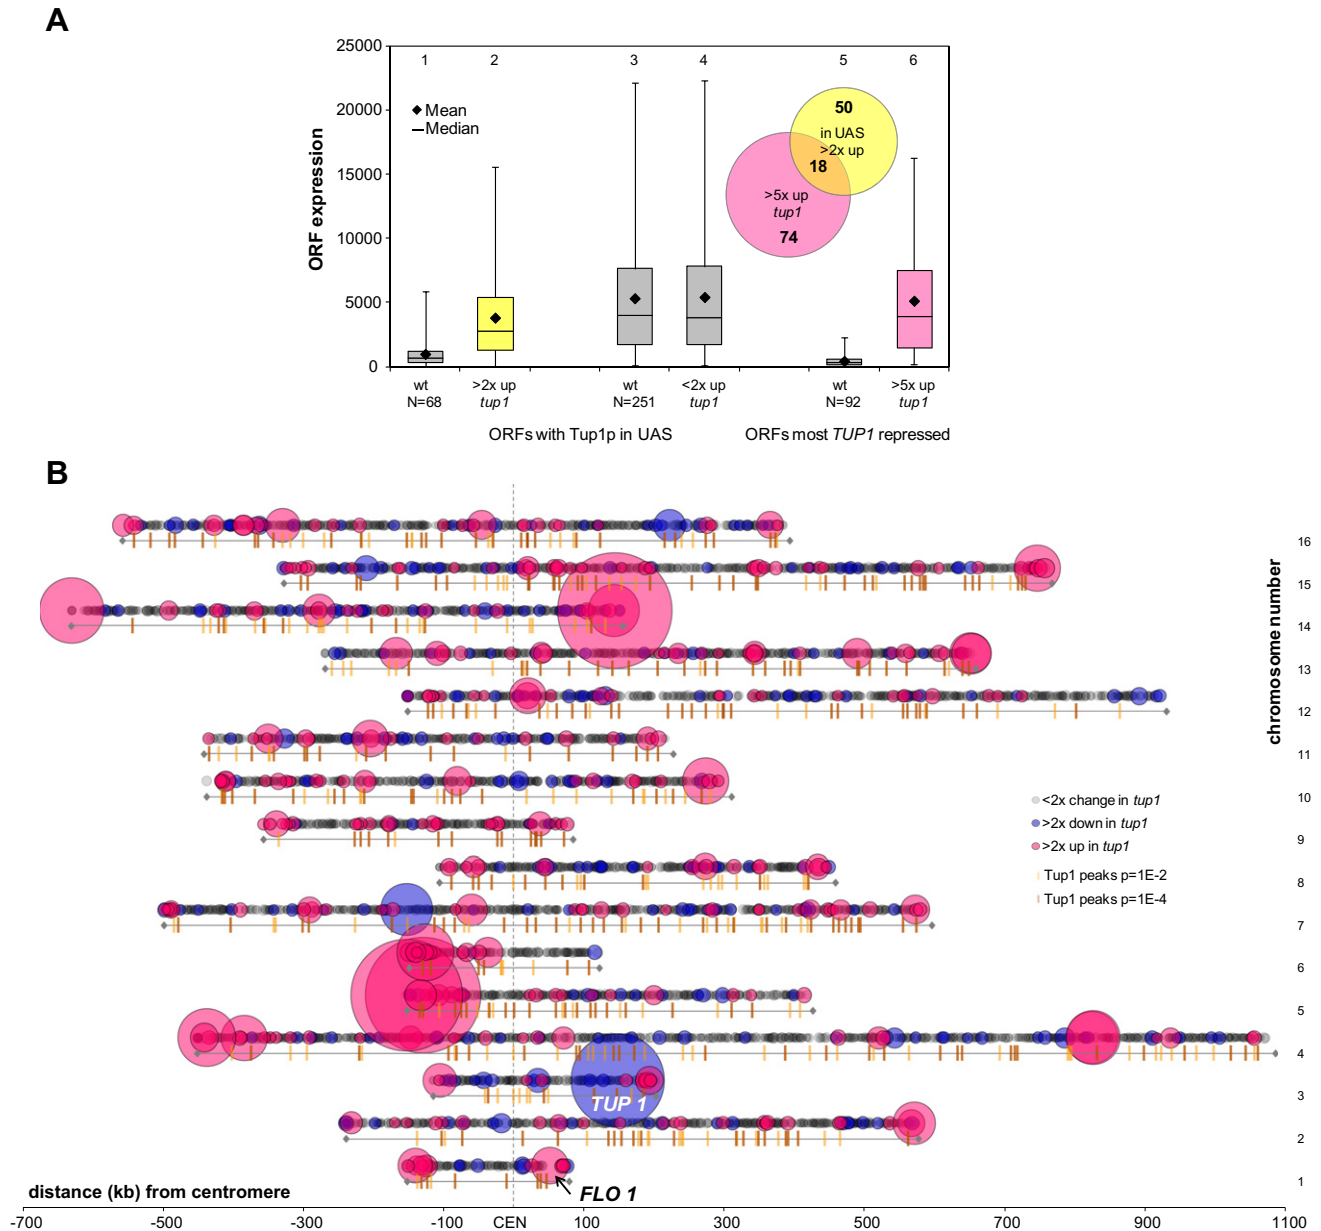 A
25000
20000
15000
10000
5000
0
ORF expression
1 2 3 4 5 6
Mean
Median
50
in UAS
>2x up
18
>5x up
tup1
74
wt >2x up wt <2x up wt >5x up
N=68 tup1 N=251 tup1 N=92 tup1
ORFs with Tup1p in UAS ORFs most TUP1 repressed
B
16
15
14
13
12
11
10
9
8
7
6
5
4
3
2
1
chromosome number
<2x change in tup1
>2x down in tup1
>2x up in tup1
Tup1 peaks p=1E-2
Tup1 peaks p=1E-4
TUP 1
FLO 1
distance (kb) from centromere
-700 -500 -300 -100 CEN 100 300 500 700 900 1100